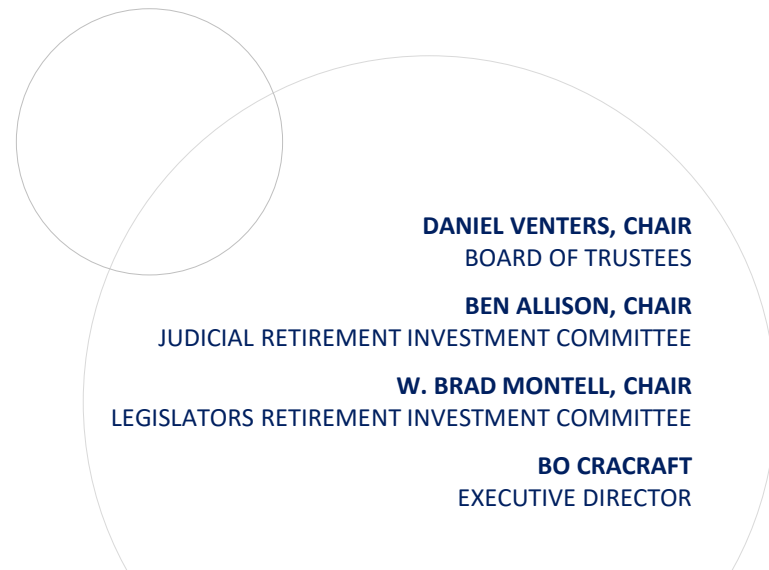 DANIEL VENTERS, CHAIR
BOARD OF TRUSTEES
BEN ALLISON, CHAIR
JUDICIAL RETIREMENT INVESTMENT COMMITTEE
W. BRAD MONTELL, CHAIR
LEGISLATORS RETIREMENT INVESTMENT COMMITTEE
BO CRACRAFT
EXECUTIVE DIRECTOR